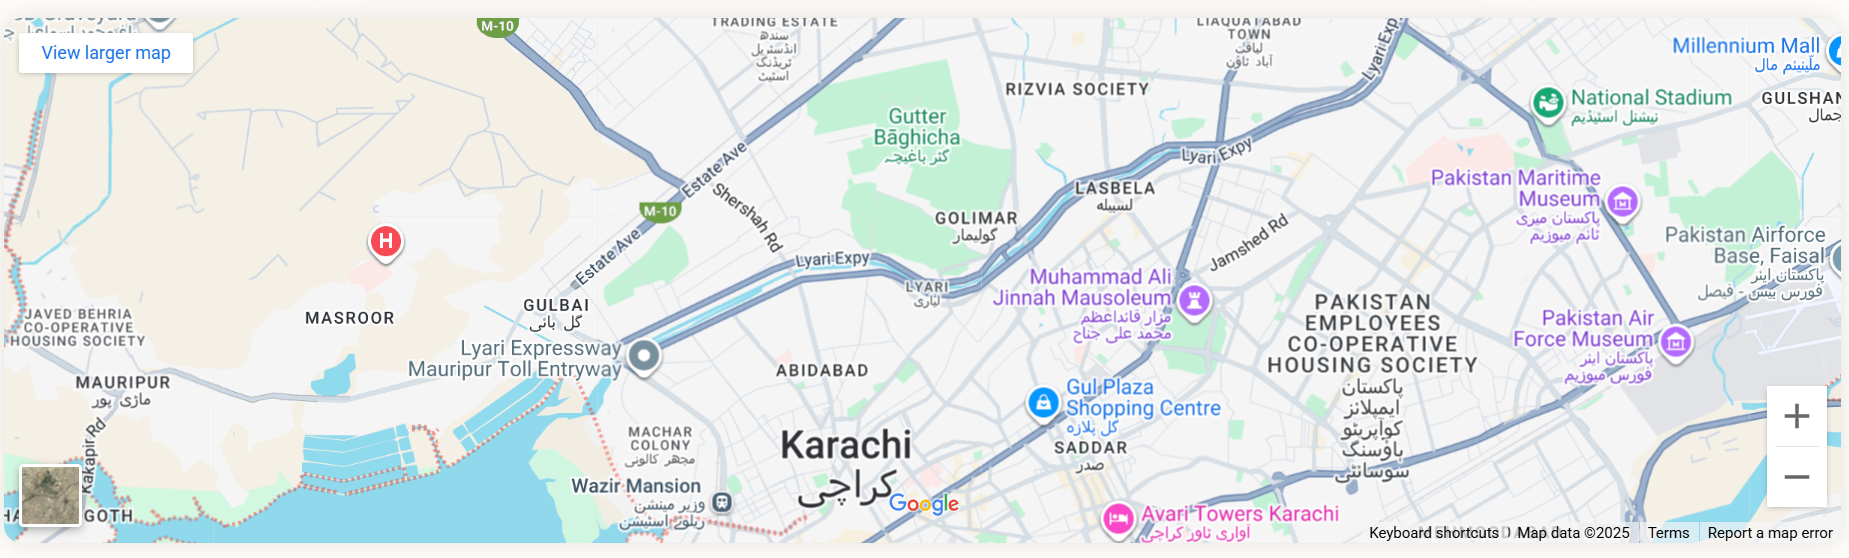 View larger map
M-10
TRADING ESTATE
سندھ
انڈسٹریل
ٹریڈنگ
اسٹیٹ
LIAQUATABAD
TOWN
لیاقت
آباد ٹاؤن
Lyari Exp
Millennium Mall
ملینیئم مال
RIZVIA SOCIETY
National Stadium
نیشنل اسٹیڈیم
GULSHAN
جمال
Gutter
Bāghicha
گٹر باغیچہ
Estate Ave
Lyari Expy
Shershah Rd
LASBELA
لسبیلہ
Pakistan Maritime
Museum
پاکستان میری
ٹائم میوزیم
M-10
GOLIMAR
گولیمار
Jamshed Rd
H
Estate Ave
Lyari Expy
Pakistan Airforce
Base, Faisal
پاکستان ایئر
فورس بیس - فیصل
LYARI
لیاری
Muhammad Ali
Jinnah Mausoleum
مزار قائداعظم
محمد علی جناح
JAVED BEHRIA
CO-OPERATIVE
HOUSING SOCIETY
MASROOR
GULBAI
گل بائی
PAKISTAN
EMPLOYEES
CO-OPERATIVE
HOUSING SOCIETY
پاکستان
ایمپلائز
کوآپریٹو
ہاؤسنگ
سوسائٹی
Pakistan Air
Force Museum
پاکستان ایئر
فورس میوزیم
Lyari Expressway
Mauripur Toll Entryway
MAURIPUR
ماڑی پور
ABIDABAD
Gul Plaza
Shopping Centre
گل پلازہ
Kakapir Rd
MACHAR
COLONY
مچھر کالونی
Karachi
کراچی
SADDAR
صدر
Wazir Mansion
وزیر مینشن
ریلوے اسٹیشن
Google
GOTH
Avari Towers Karachi
آواری ٹاور کراچی
Keyboard shortcuts
Map data ©2025
Terms
Report a map error